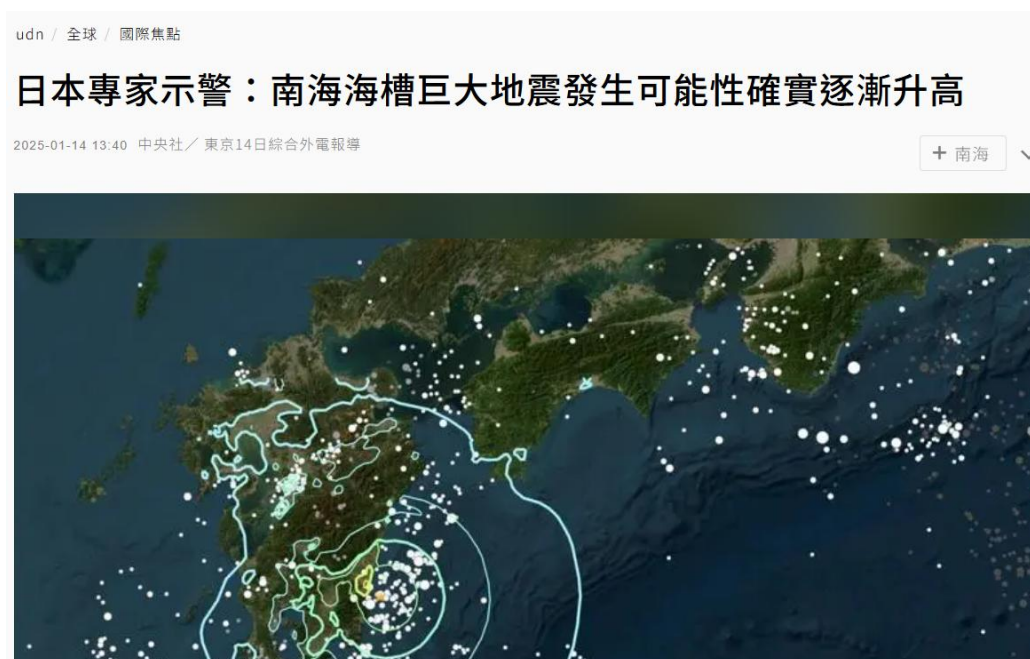 udn / 全球 / 國際焦點
日本專家示警：南海海槽巨大地震發生可能性確實逐漸升高
2025-01-14 13:40 中央社／ 東京14日綜合外電報導
+ 南海